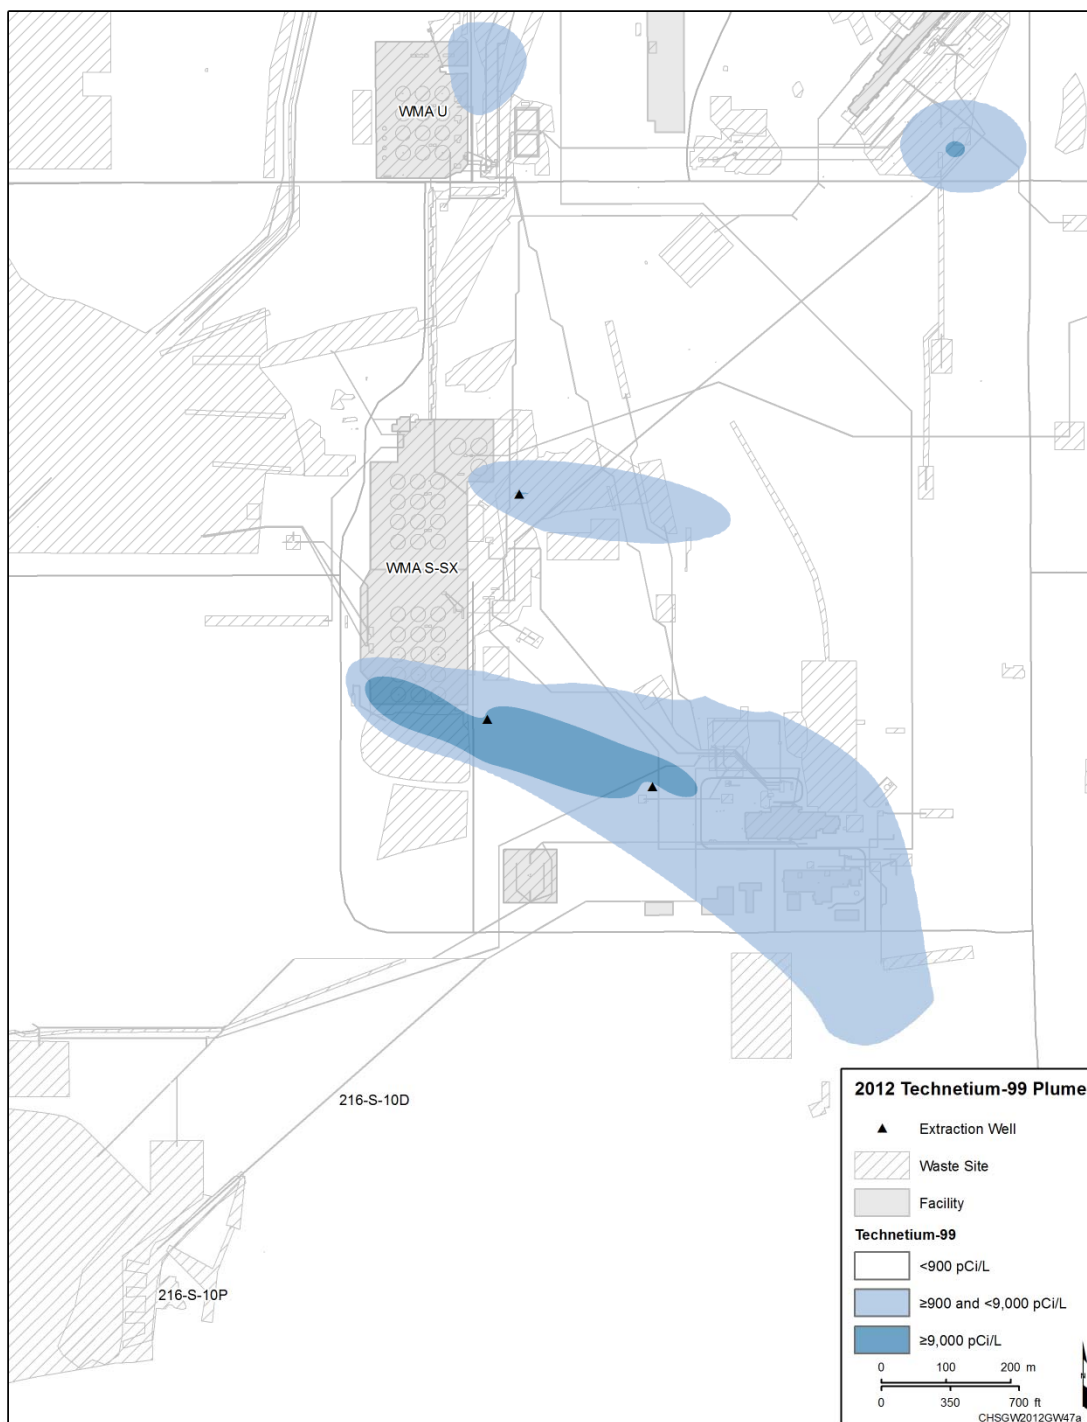 WMA U
WMA S-SX
216-S-10D
216-S-10P
2012 Technetium-99 Plume
Extraction Well
Waste Site
Facility
Technetium-99
<900 pCi/L
≥900 and <9,000 pCi/L
≥9,000 pCi/L
0 100 200 m
0 350 700 ft
N
CHSGW2012GW47a